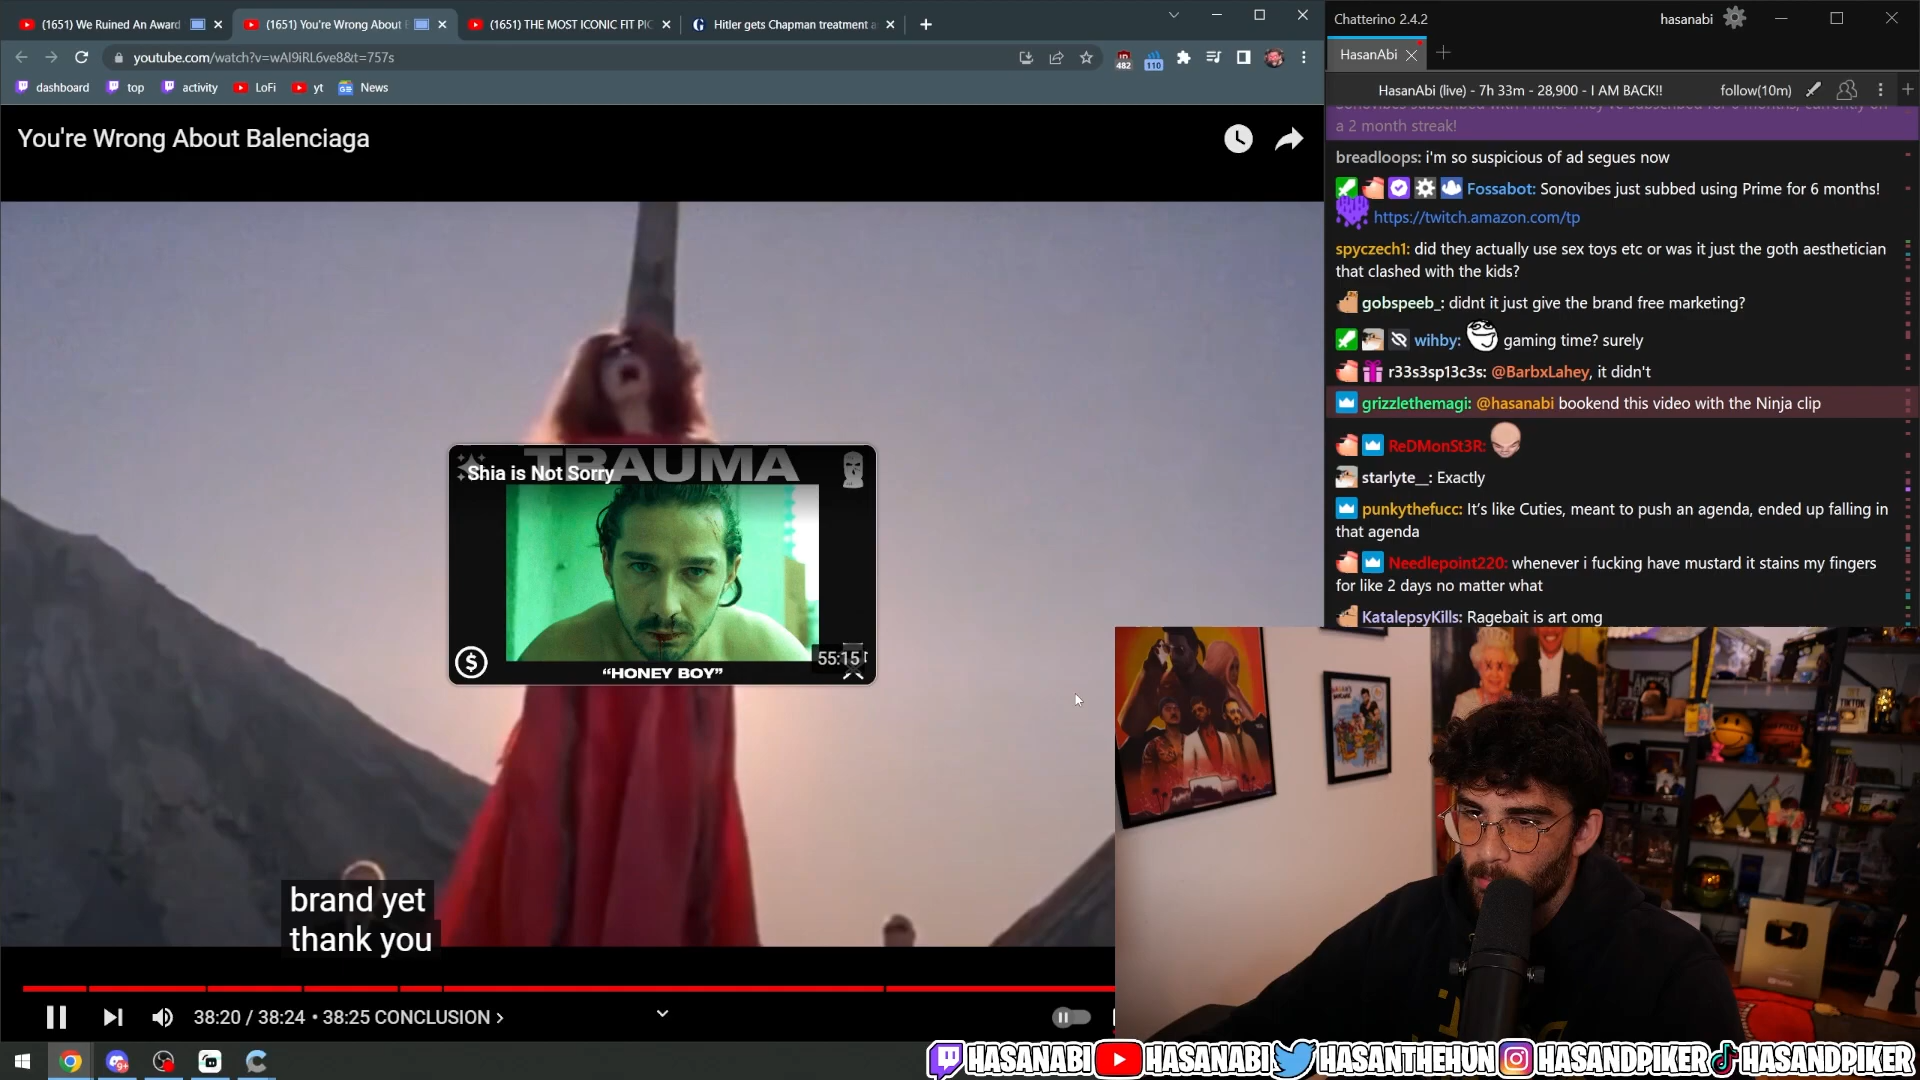 (1651) We Ruined An Award
(1651) You're Wrong About
(1651) THE MOST ICONIC FIT PIC
Hitler gets Chapman treatment a
youtube.com/watch?v=wAl9iRL6ve8&t=757s
482
110
dashboard
top
activity
LoFi
yt
News
You're Wrong About Balenciaga
TRAUMA
Shia is Not Sorry
55:15
"HONEY BOY"
brand yet
thank you
38:20 / 38:24 • 38:25 CONCLUSION >
Chatterino 2.4.2
hasanabi
HasanAbi
HasanAbi (live) - 7h 33m - 28,900 - I AM BACK!!
follow(10m)
a 2 month streak!
breadloops: i'm so suspicious of ad segues now
Fossabot: Sonovibes just subbed using Prime for 6 months!
https://twitch.amazon.com/tp
spyczech1: did they actually use sex toys etc or was it just the goth aesthetician
that clashed with the kids?
gobspeeb_: didnt it just give the brand free marketing?
wihby: gaming time? surely
r33s3sp13c3s: @BarbxLahey, it didn't
grizzlethemagi: @hasanabi bookend this video with the Ninja clip
ReDMonSt3R:
starlyte__: Exactly
punkythefucc: It's like Cuties, meant to push an agenda, ended up falling in
that agenda
Needlepoint220: whenever i fucking have mustard it stains my fingers
for like 2 days no matter what
KatalepsyKills: Ragebait is art omg
HASANABI
HASANABI
HASANTHEHUN
HASANDPIKER
HASANDPIKER